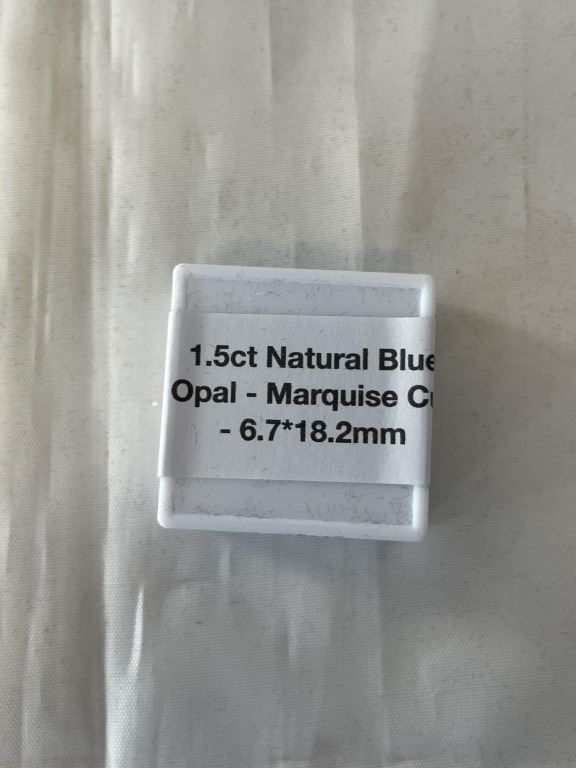 1.5ct Natural Blue
Opal - Marquise Cu
- 6.7*18.2mm